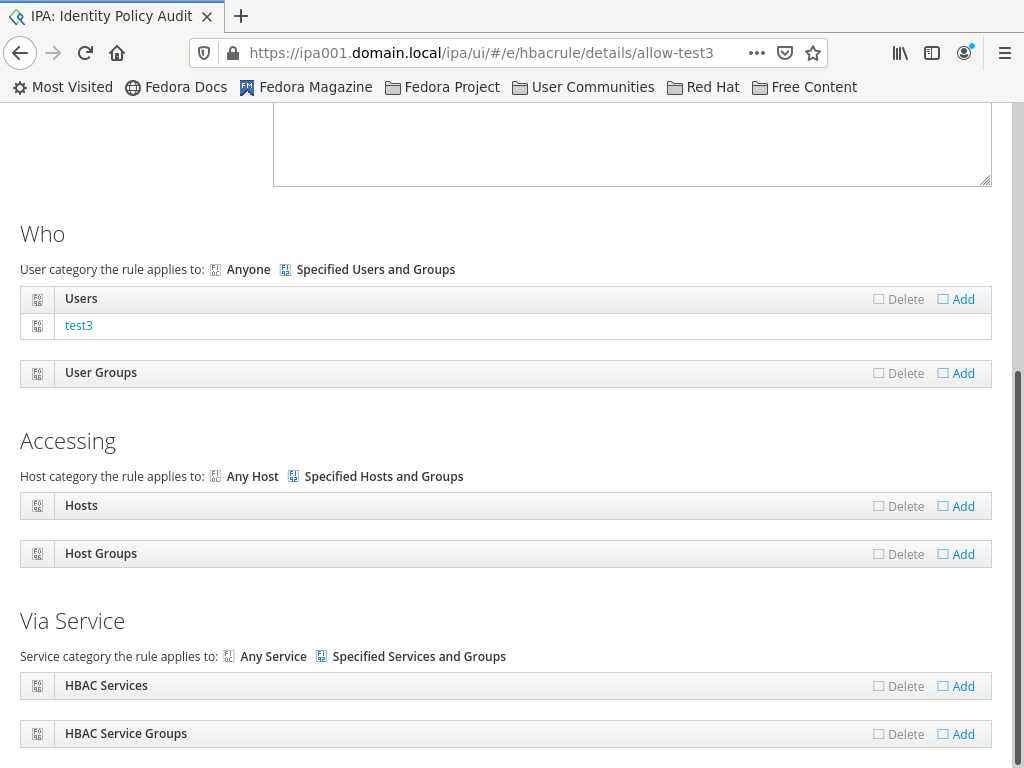 IPA: Identity Policy Audit
https://ipa001.domain.local/ipa/ui/#/e/hbacrule/details/allow-test3
Most Visited Fedora Docs Fedora Magazine Fedora Project User Communities Red Hat Free Content
Who
User category the rule applies to: Anyone Specified Users and Groups
Users Delete Add
test3
User Groups Delete Add
Accessing
Host category the rule applies to: Any Host Specified Hosts and Groups
Hosts Delete Add
Host Groups Delete Add
Via Service
Service category the rule applies to: Any Service Specified Services and Groups
HBAC Services Delete Add
HBAC Service Groups Delete Add